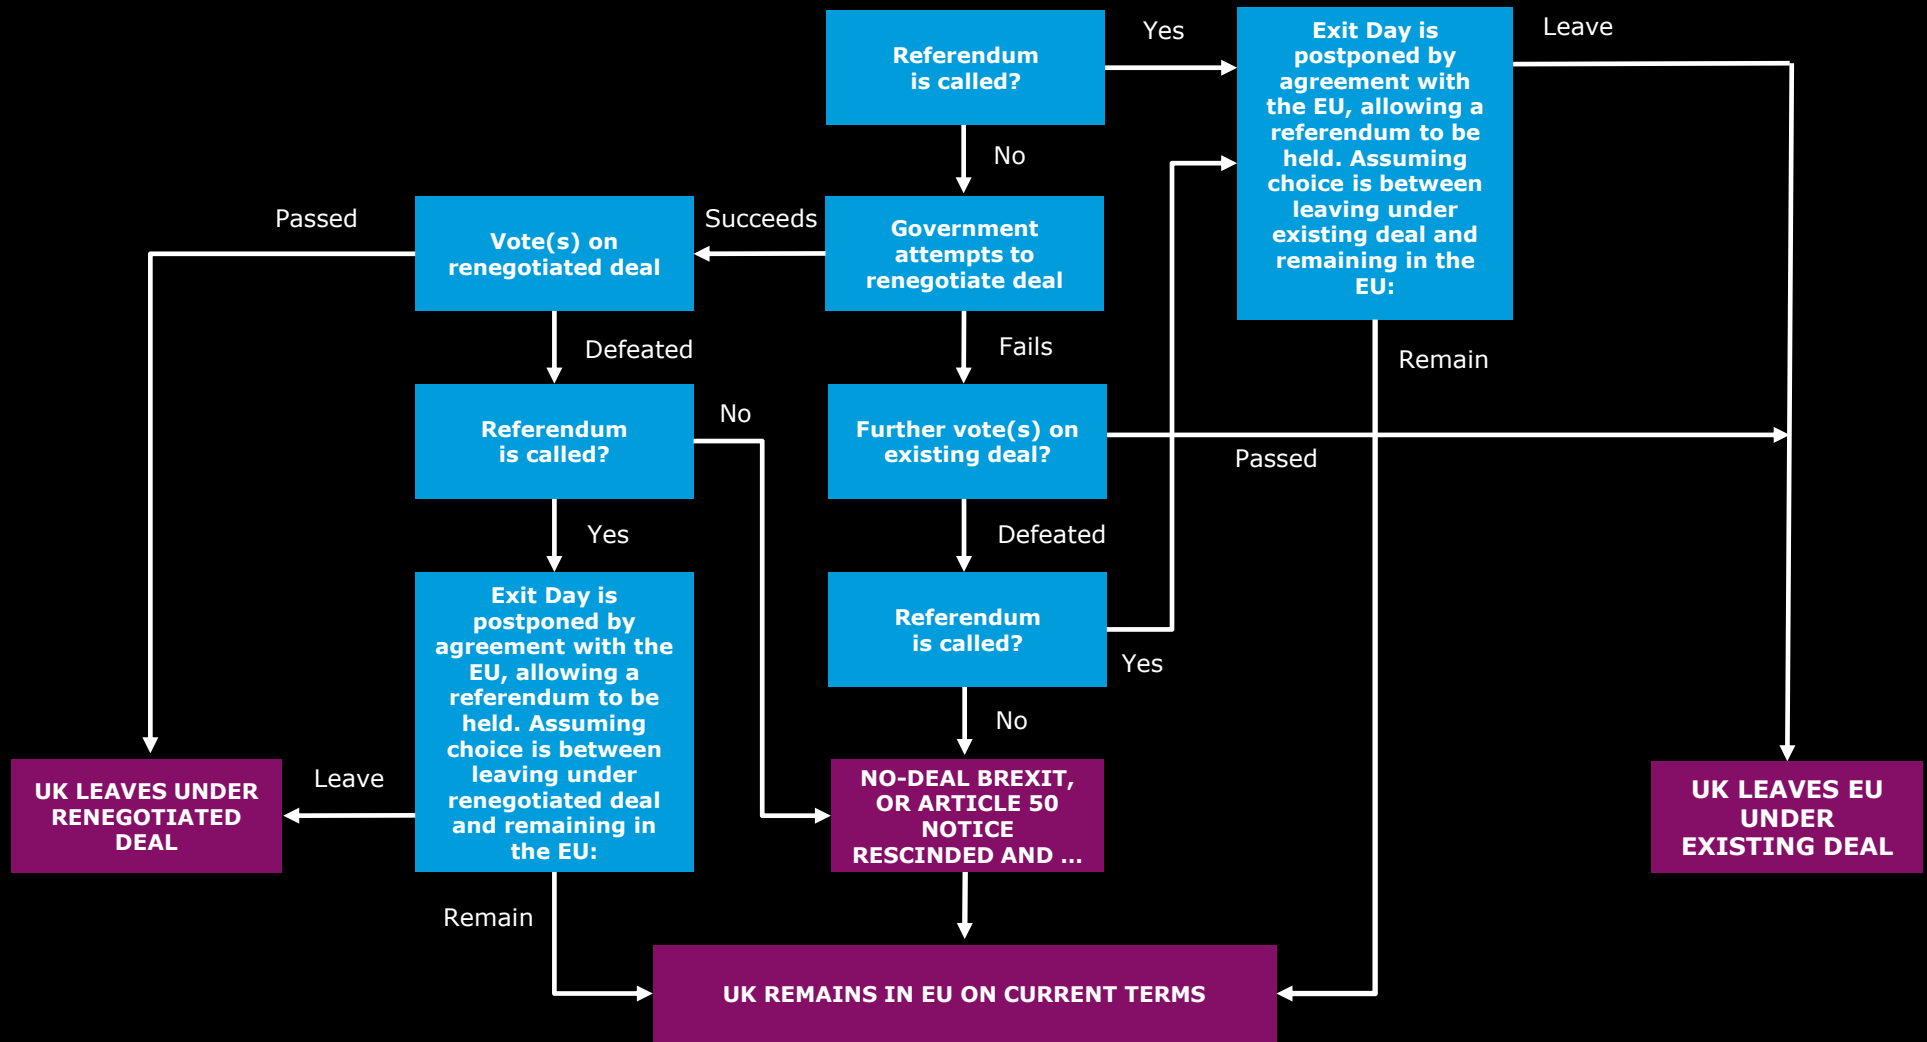 Referendum
is called?
Yes
Exit Day is
postponed by
agreement with
the EU, allowing a
referendum to be
held. Assuming
choice is between
leaving under
existing deal and
remaining in the
EU:
Leave
No
Passed
Vote(s) on
renegotiated deal
Succeeds
Government
attempts to
renegotiate deal
Defeated
Fails
Remain
Referendum
is called?
No
Further vote(s) on
existing deal?
Passed
Yes
Defeated
Exit Day is
postponed by
agreement with the
EU, allowing a
referendum to be
held. Assuming
choice is between
leaving under
renegotiated deal
and remaining in
the EU:
Referendum
is called?
Yes
No
UK LEAVES UNDER
RENEGOTIATED
DEAL
Leave
NO-DEAL BREXIT,
OR ARTICLE 50
NOTICE
RESCINDED AND ...
UK LEAVES EU
UNDER
EXISTING DEAL
Remain
UK REMAINS IN EU ON CURRENT TERMS